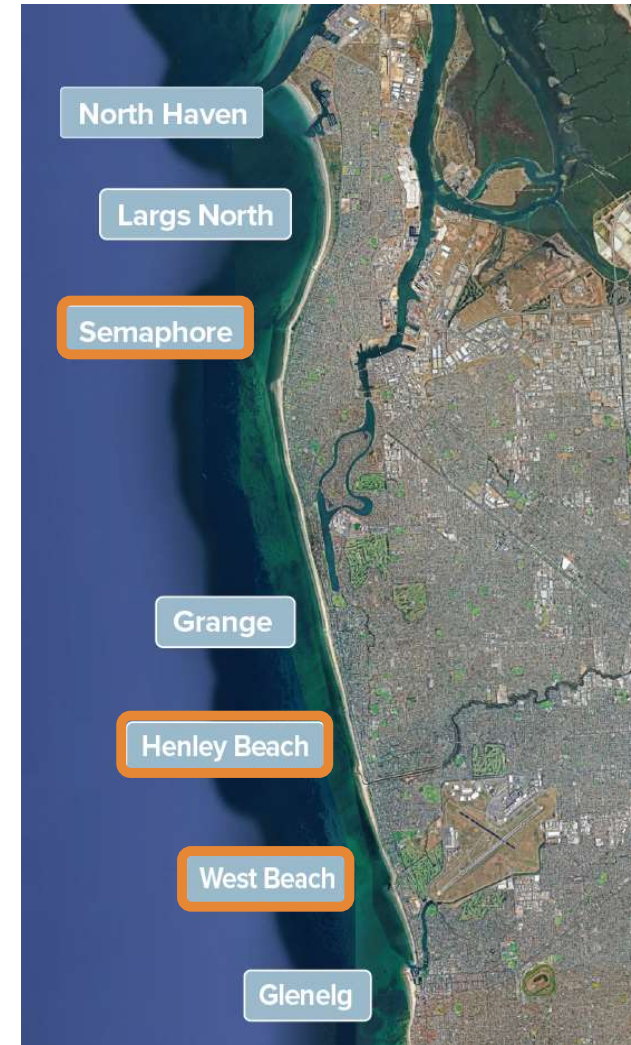 North Haven
Largs North
Semaphore
Grange
Henley Beach
West Beach
Glenelg